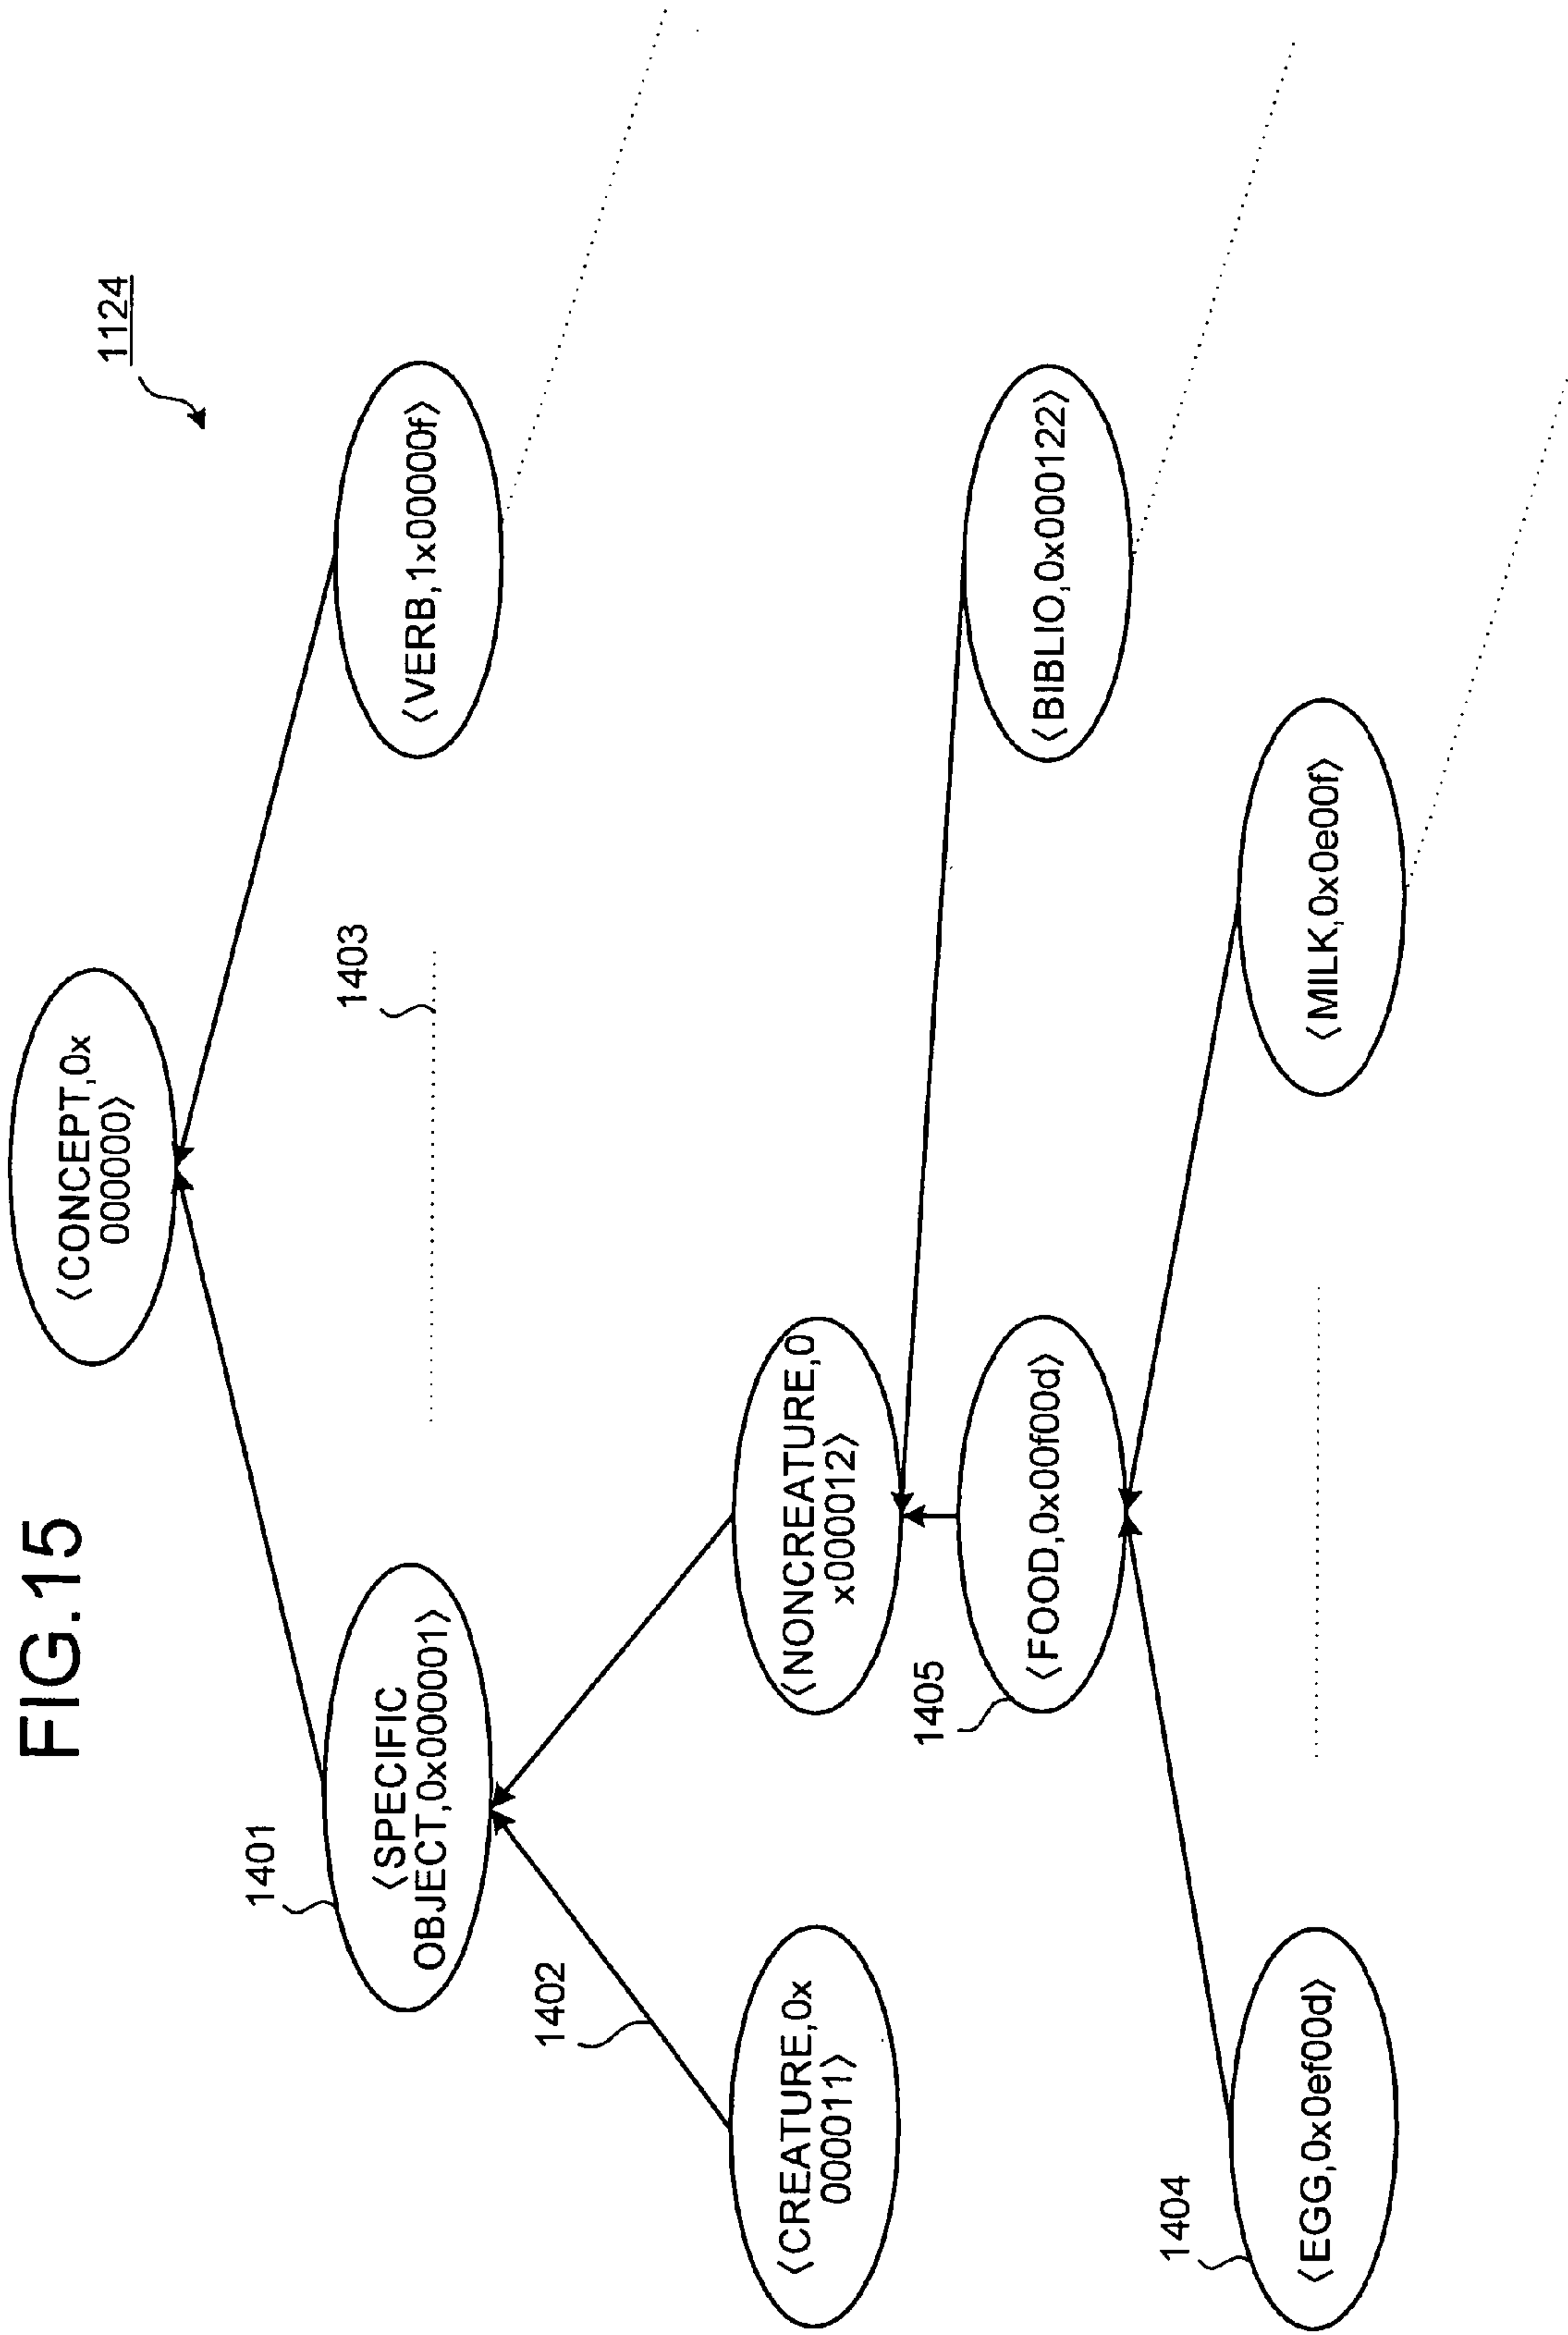 FIG.15
1124
〈CONCEPT,0x
000000〉
1401
〈SPECIFIC
OBJECT,0x000001〉
1403
〈VERB,1x00000f〉
1402
〈CREATURE,0x
000011〉
〈NONCREATURE,0
x000012〉
1405
〈FOOD,0x00f00d〉
〈BIBLIO,0x000122〉
1404
〈EGG,0x0ef00d〉
〈MILK,0x0e00f〉